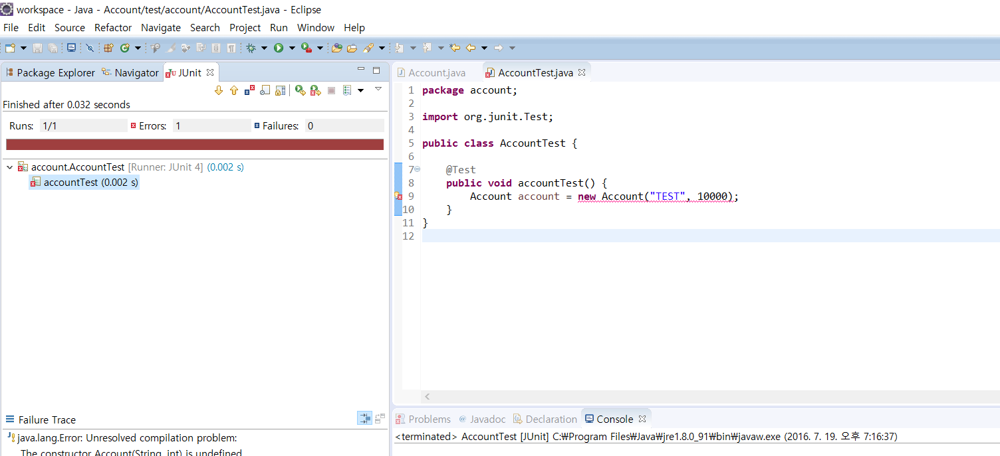 workspace - Java - Account/test/account/AccountTest.java - Eclipse
File Edit Source Refactor Navigate Search Project Run Window Help
Package Explorer Navigator JUnit
Finished after 0.032 seconds
Runs: 1/1 Errors: 1 Failures: 0
account.AccountTest [Runner: JUnit 4] (0.002 s)
accountTest (0.002 s)
Failure Trace
java.lang.Error: Unresolved compilation problem:
The constructor Account(String, int) is undefined
Account.java AccountTest.java
1 package account;
2
3 import org.junit.Test;
4
5 public class AccountTest {
6
7 @Test
8 public void accountTest() {
9 Account account = new Account("TEST", 10000);
10 }
11 }
12
Problems @ Javadoc Declaration Console
<terminated> AccountTest [JUnit] C:₩Program Files₩Java₩jre1.8.0_91₩bin₩javaw.exe (2016. 7. 19. 오후 7:16:37)